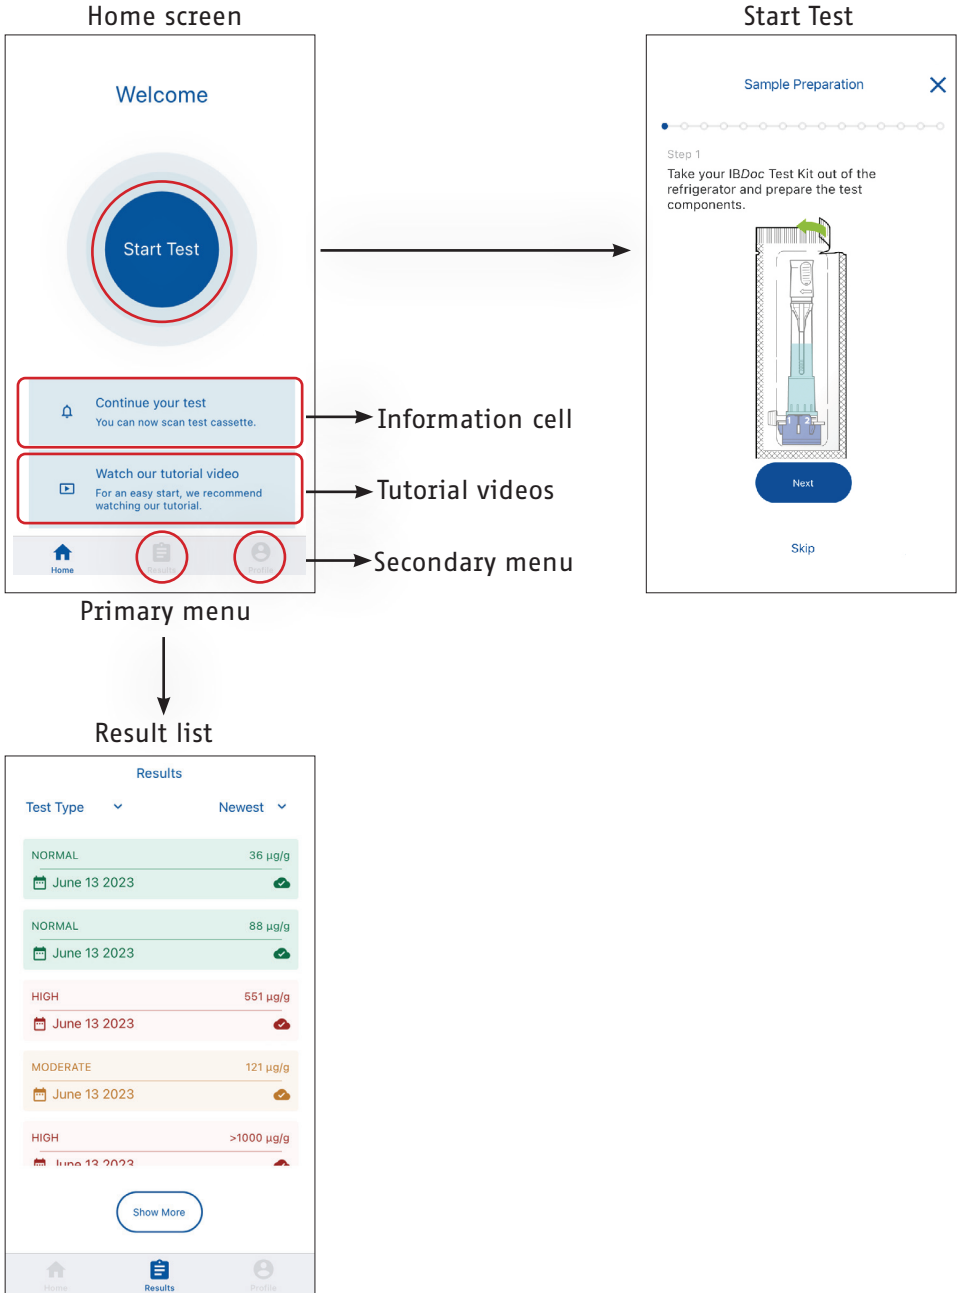 Home screen
Start Test
Welcome
Start Test
Continue your test
You can now scan test cassette.
Watch our tutorial video
For an easy start, we recommend
watching our tutorial.
Home
Results
Profile
Information cell
Tutorial videos
Secondary menu
Sample Preparation
Step 1
Take your IBDoc Test Kit out of the
refrigerator and prepare the test
components.
1 2
Next
Skip
Primary menu
Result list
Results
Test Type
Newest
NORMAL 36 µg/g
June 13 2023
NORMAL 88 µg/g
June 13 2023
HIGH 551 µg/g
June 13 2023
MODERATE 121 µg/g
June 13 2023
HIGH >1000 µg/g
June 13 2023
Show More
Home
Results
Profile